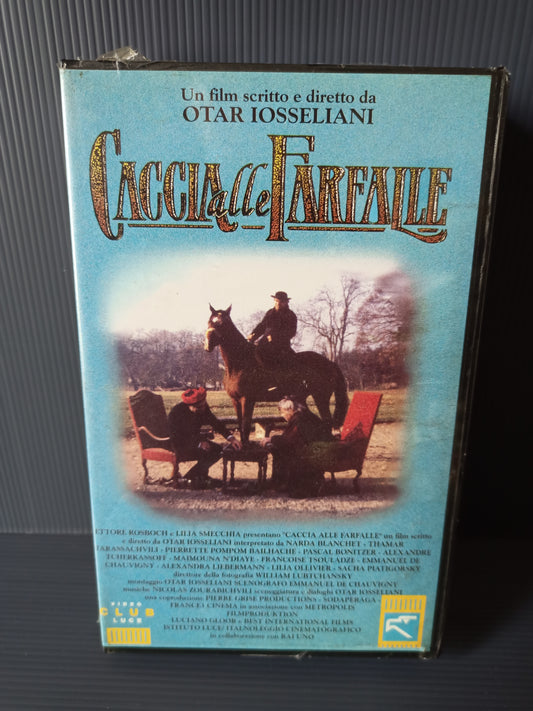 Un film scritto e diretto da
OTAR IOSSELIANI
CACCIA alle FARFALLE
ETTORE ROSBOCH e LILIA SMECCHIA presentano "CACCIA ALLE FARFALLE" un film scritto
e diretto da OTAR IOSSELIANI interpretato da NARDA BLANCHET - THAMAR
TARASSACHVILI - PIERRETTE POMPOM BAILHACHE - PASCAL BONITZER - ALEXANDRE
TCHERKASSOFF - MAIMOUNA N'DIAYE - FRANCOISE TSOULADZE - EMMANUEL DE
CHAUVIGNY - ALEXANDRA LIEBERMANN - LILIA OLLIVIER - SACHA PIATIGORSKY
direttore della fotografia WILLIAM LUBTCHANSKY
montaggio OTAR IOSSELIANI SCENOGRAFO EMMANUEL DE CHAUVIGNY
musiche NICOLAS ZOURABICHVILI sceneggiatura e dialoghi OTAR IOSSELIANI
una coproduzione PIERRE GRISE PRODUCTIONS - SODAPERAGA -
FRANCE3 CINEMA in associazione con METROPOLIS
FILMPRODUKTION
LUCIANO GLOOR - BEST INTERNATIONAL FILMS
ISTITUTO LUCE/ ITALNOLEGGIO CINEMATOGRAFICO
in collaborazione con RAI UNO
VIDEO
CLUB
LUCE